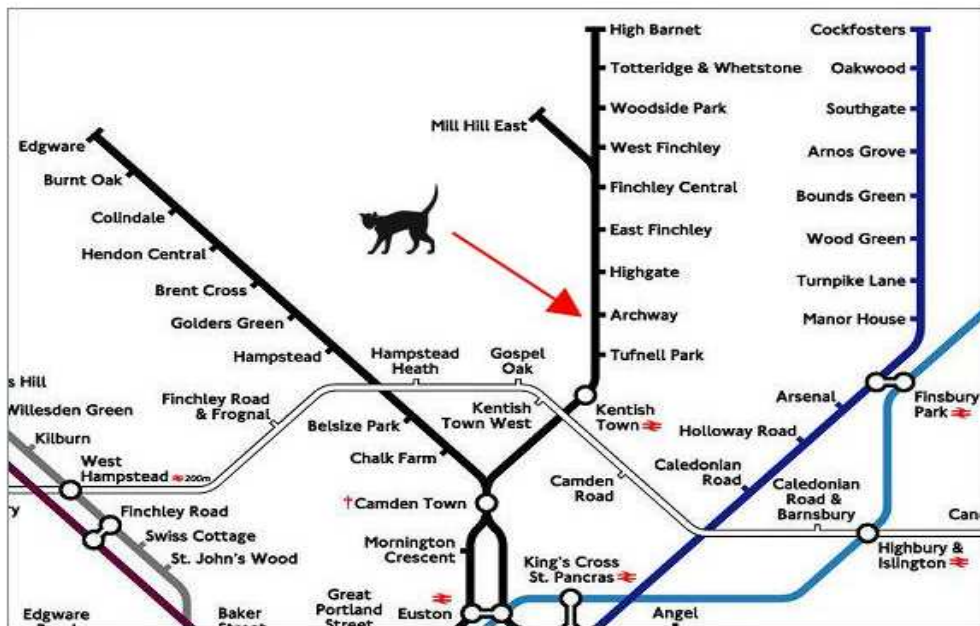 High Barnet
Cockfosters
Totteridge & Whetstone
Oakwood
Woodside Park
Southgate
Mill Hill East
Edgware
West Finchley
Arnos Grove
Burnt Oak
Finchley Central
Bounds Green
Colindale
East Finchley
Wood Green
Hendon Central
Highgate
Turnpike Lane
Brent Cross
Archway
Manor House
Golders Green
Hampstead
Hampstead
Heath
Gospel
Oak
Tufnell Park
s Hill
Willesden Green
Finchley Road
& Frognal
Kentish
Town West
Kentish
Town
Arsenal
Finsbury
Park
Kilburn
Belsize Park
Holloway Road
West
Hampstead
200m
Chalk Farm
Camden
Road
Caledonian
Road
Caledonian
Road &
Barnsbury
†Camden Town
ry
Finchley Road
Can
Swiss Cottage
St. John's Wood
Mornington
Crescent
King's Cross
St. Pancras
Highbury &
Islington
Great
Portland
Street
Euston
Angel
Edgware
Baker